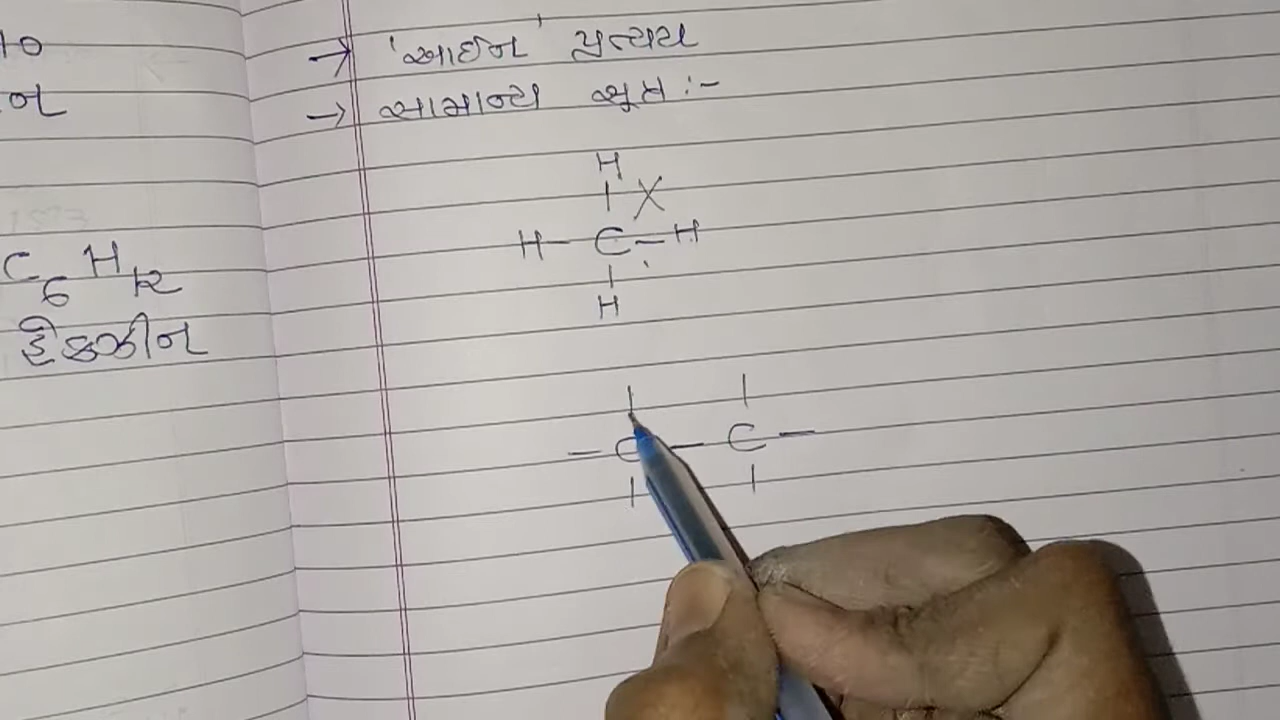 10
ન
C6H12
હેક્ઝીન
→ 'આઈન' પ્રત્યય
→ સામાન્ય સૂત્ર :-
H
| X
H - C - H
|
H
| |
- C - C -
| |